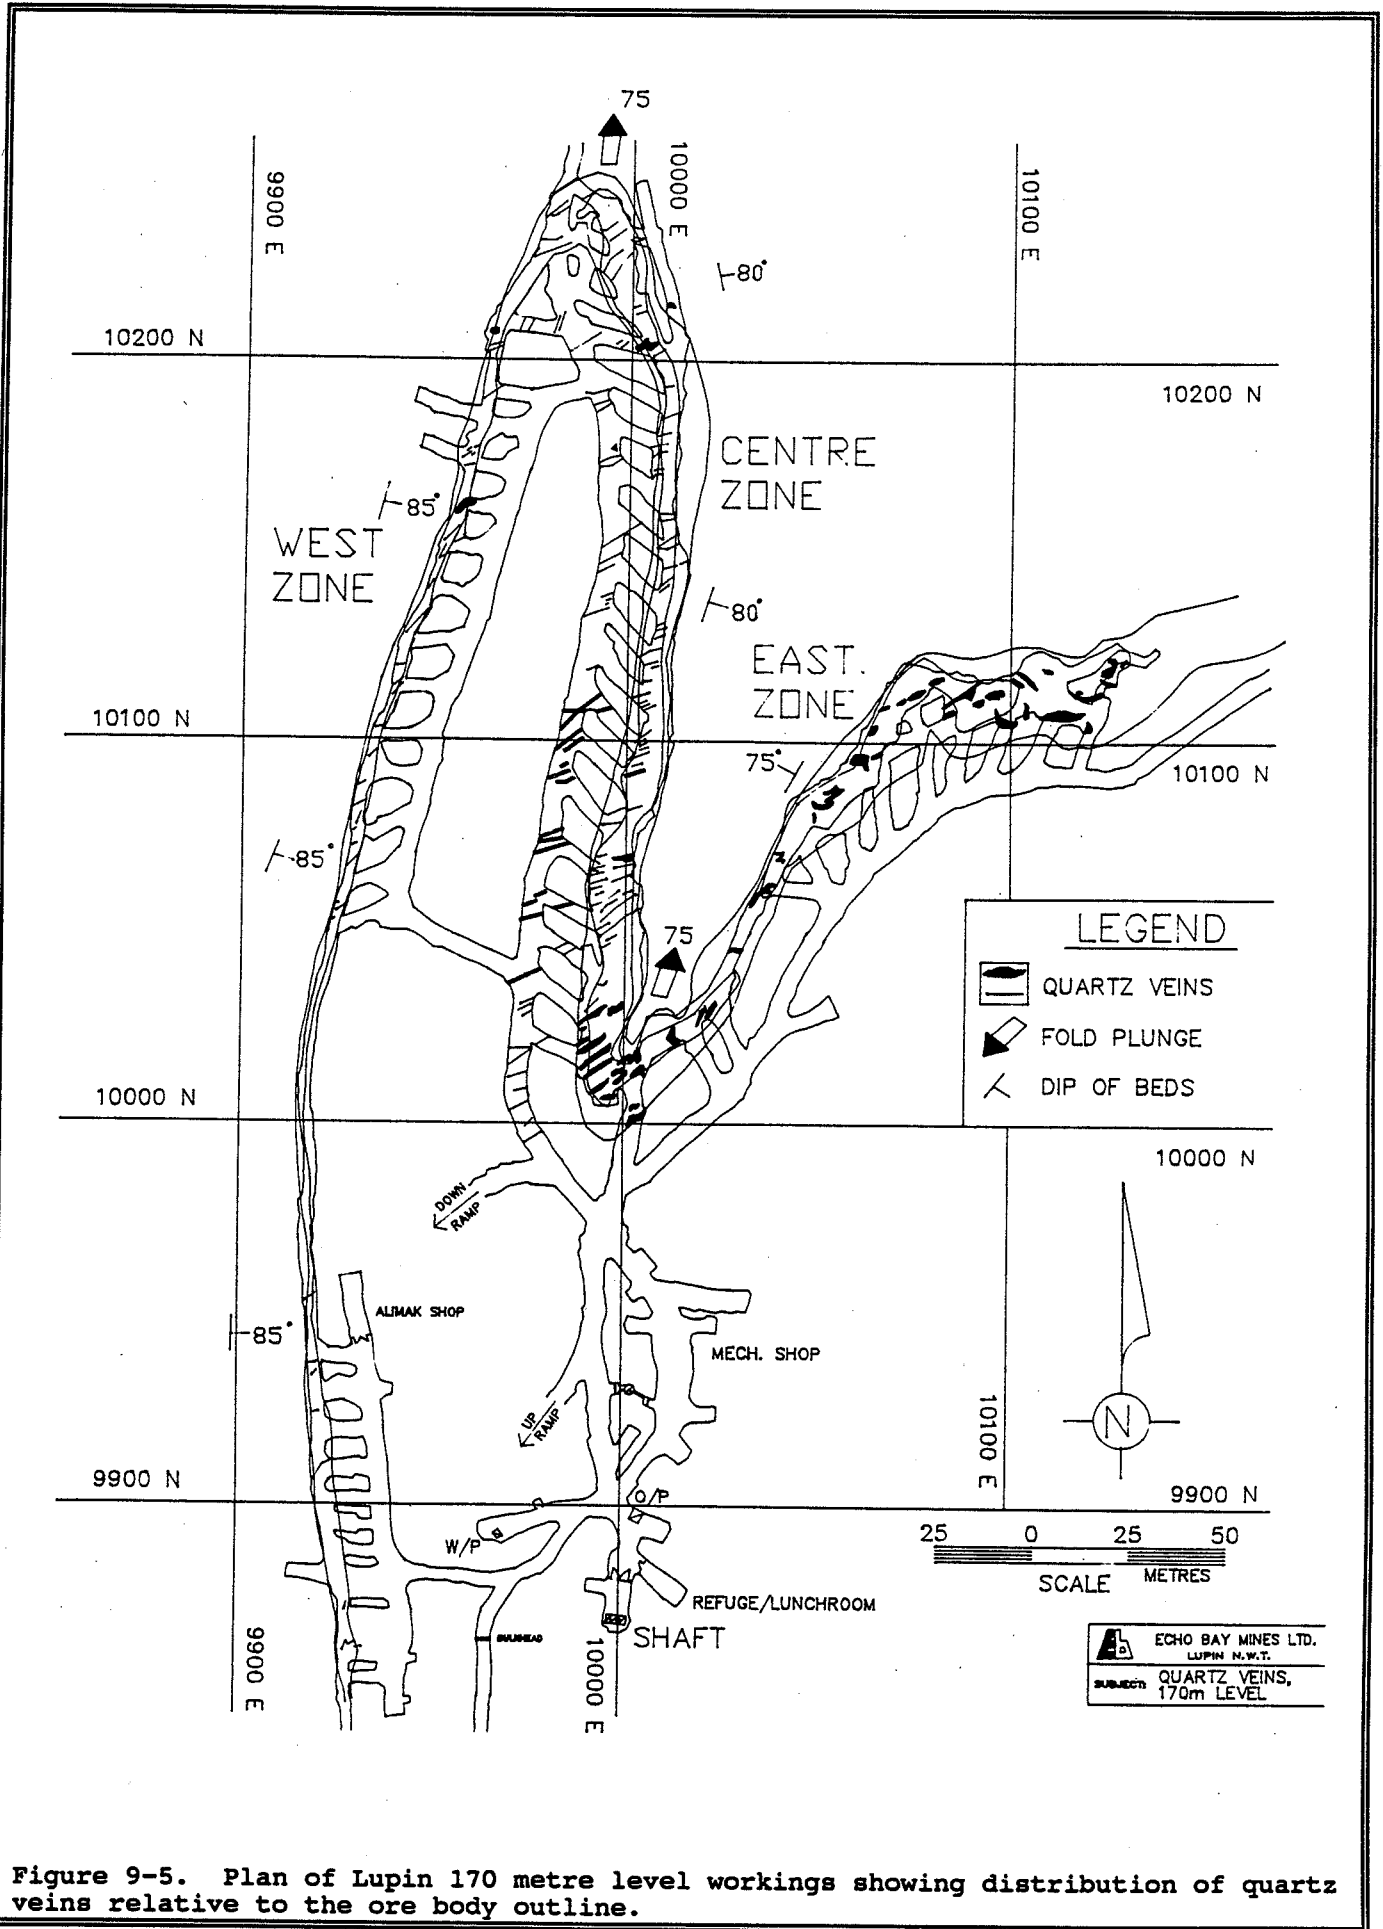 75
9900 E
10000 E
10100 E
80°
10200 N
10200 N
CENTRE
ZONE
85°
WEST
ZONE
80°
EAST.
ZONE
10100 N
75°
10100 N
85°
LEGEND
75
QUARTZ VEINS
FOLD PLUNGE
DIP OF BEDS
10000 N
10000 N
DOWN
RAMP
ALIMAK SHOP
85°
MECH. SHOP
UP
RAMP
N
10100 E
9900 N
O/P
9900 N
W/P
25 0 25 50
SCALE METRES
REFUGE/LUNCHROOM
SHAFT
BULKHEAD
9900 E
10000 E
ECHO BAY MINES LTD.
LUPIN N.W.T.
SUBJECT: QUARTZ VEINS,
170m LEVEL
Figure 9-5. Plan of Lupin 170 metre level workings showing distribution of quartz
veins relative to the ore body outline.